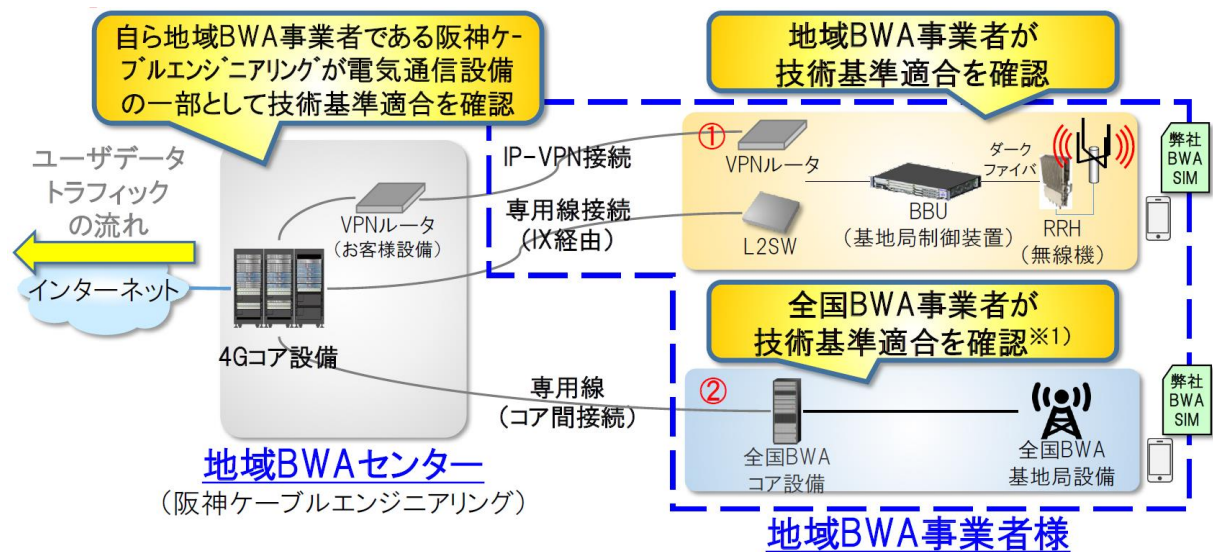 自ら地域BWA事業者である阪神ケー
ブルエンジニアリングが電気通信設備
の一部として技術基準適合を確認
地域BWA事業者が
技術基準適合を確認
ユーザデータ
トラフィック
の流れ
インターネット
VPNルータ
(お客様設備)
4Gコア設備
IP-VPN接続
専用線接続
(IX経由)
専用線
(コア間接続)
①
VPNルータ
L2SW
BBU
(基地局制御装置)
ダーク
ファイバ
RRH
(無線機)
弊社
BWA
SIM
全国BWA事業者が
技術基準適合を確認※1)
②
全国BWA
コア設備
全国BWA
基地局設備
弊社
BWA
SIM
地域BWAセンター
(阪神ケーブルエンジニアリング)
地域BWA事業者様